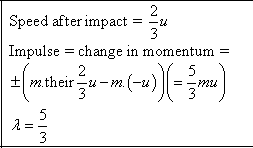 Speed after impact = 2/3 u
Impulse = change in momentum =
±(m.their 2/3 u − m.(−u)) (= 5/3 mu)
λ = 5/3